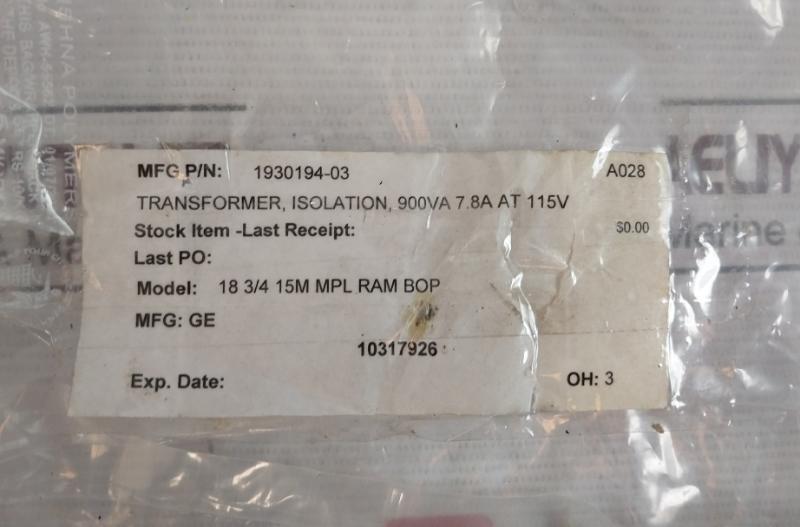 MFG P/N: 1930194-03 A028
TRANSFORMER, ISOLATION, 900VA 7.8A AT 115V
Stock Item -Last Receipt: $0.00
Last PO:
Model: 18 3/4 15M MPL RAM BOP
MFG: GE
10317926
Exp. Date: OH: 3
Marine